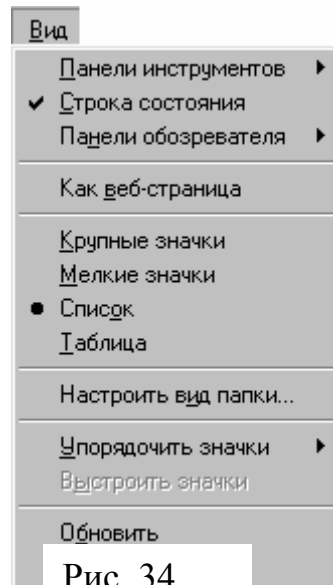 Вид
Панели инструментов
Строка состояния
Панели обозревателя
Как веб-страница
Крупные значки
Мелкие значки
Список
Таблица
Настроить вид папки...
Упорядочить значки
Выстроить значки
Обновить
Рис. 34